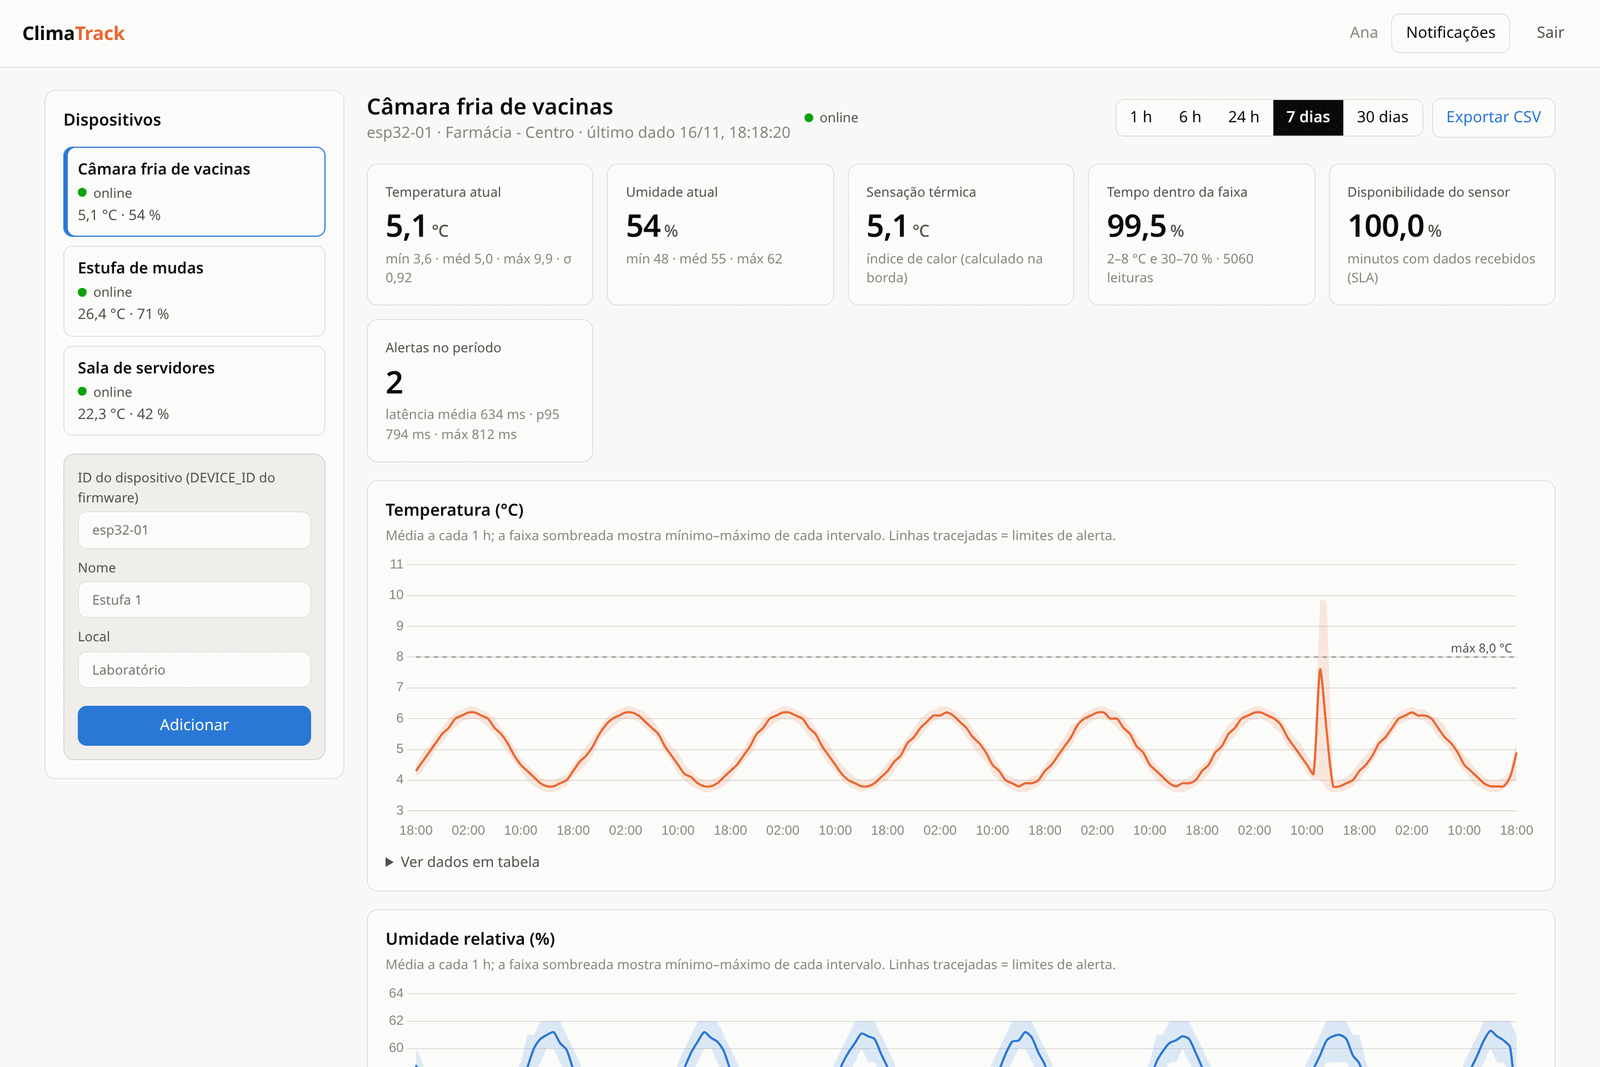 ClimaTrack
Ana
Notificações
Sair
Dispositivos
Câmara fria de vacinas
online
5,1 °C · 54 %
Estufa de mudas
online
26,4 °C · 71 %
Sala de servidores
online
22,3 °C · 42 %
ID do dispositivo (DEVICE_ID do
firmware)
esp32-01
Nome
Estufa 1
Local
Laboratório
Adicionar
Câmara fria de vacinas
esp32-01 · Farmácia - Centro · último dado 16/11, 18:18:20
online
1 h 6 h 24 h 7 dias 30 dias
Exportar CSV
Temperatura atual
5,1 °C
mín 3,6 · méd 5,0 · máx 9,9 · σ
0,92
Umidade atual
54 %
mín 48 · méd 55 · máx 62
Sensação térmica
5,1 °C
índice de calor (calculado na
borda)
Tempo dentro da faixa
99,5 %
2–8 °C e 30–70 % · 5060
leituras
Disponibilidade do sensor
100,0 %
minutos com dados recebidos
(SLA)
Alertas no período
2
latência média 634 ms · p95
794 ms · máx 812 ms
Temperatura (°C)
Média a cada 1 h; a faixa sombreada mostra mínimo–máximo de cada intervalo. Linhas tracejadas = limites de alerta.
11
10
9
8
7
6
5
4
3
máx 8,0 °C
18:00 02:00 10:00 18:00 02:00 10:00 18:00 02:00 10:00 18:00 02:00 10:00 18:00 02:00 10:00 18:00 02:00 10:00 18:00 02:00 10:00 18:00
▶ Ver dados em tabela
Umidade relativa (%)
Média a cada 1 h; a faixa sombreada mostra mínimo–máximo de cada intervalo. Linhas tracejadas = limites de alerta.
64
62
60